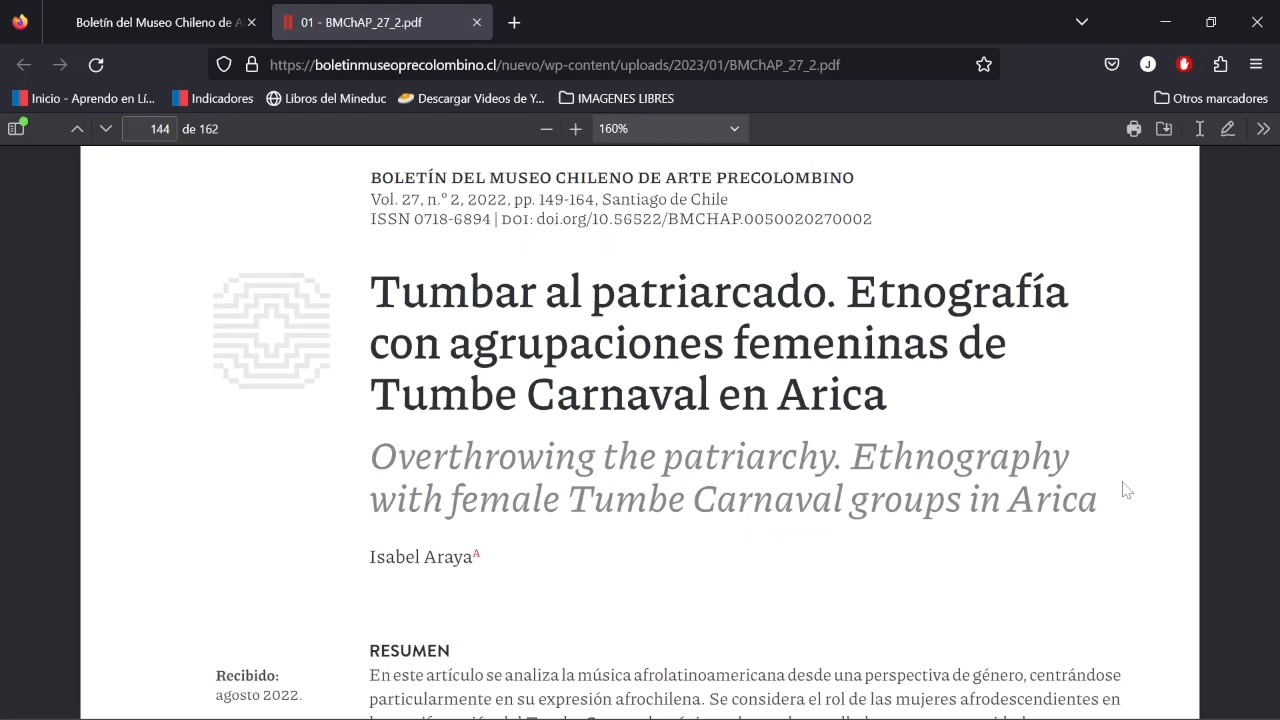 Boletín del Museo Chileno de A
01 - BMChAP_27_2.pdf
https://boletinmuseoprecolombino.cl/nuevo/wp-content/uploads/2023/01/BMChAP_27_2.pdf
J
Inicio - Aprendo en Lí...
Indicadores
Libros del Mineduc
Descargar Videos de Y...
IMAGENES LIBRES
Otros marcadores
144 de 162
160%
BOLETÍN DEL MUSEO CHILENO DE ARTE PRECOLOMBINO
Vol. 27, n.° 2, 2022, pp. 149-164, Santiago de Chile
ISSN 0718-6894 | DOI: doi.org/10.56522/BMCHAP.0050020270002
Tumbar al patriarcado. Etnografía
con agrupaciones femeninas de
Tumbe Carnaval en Arica
Overthrowing the patriarchy. Ethnography
with female Tumbe Carnaval groups in Arica
Isabel Araya^A
RESUMEN
Recibido:
agosto 2022.
En este artículo se analiza la música afrolatinoamericana desde una perspectiva de género, centrándose
particularmente en su expresión afrochilena. Se considera el rol de las mujeres afrodescendientes en